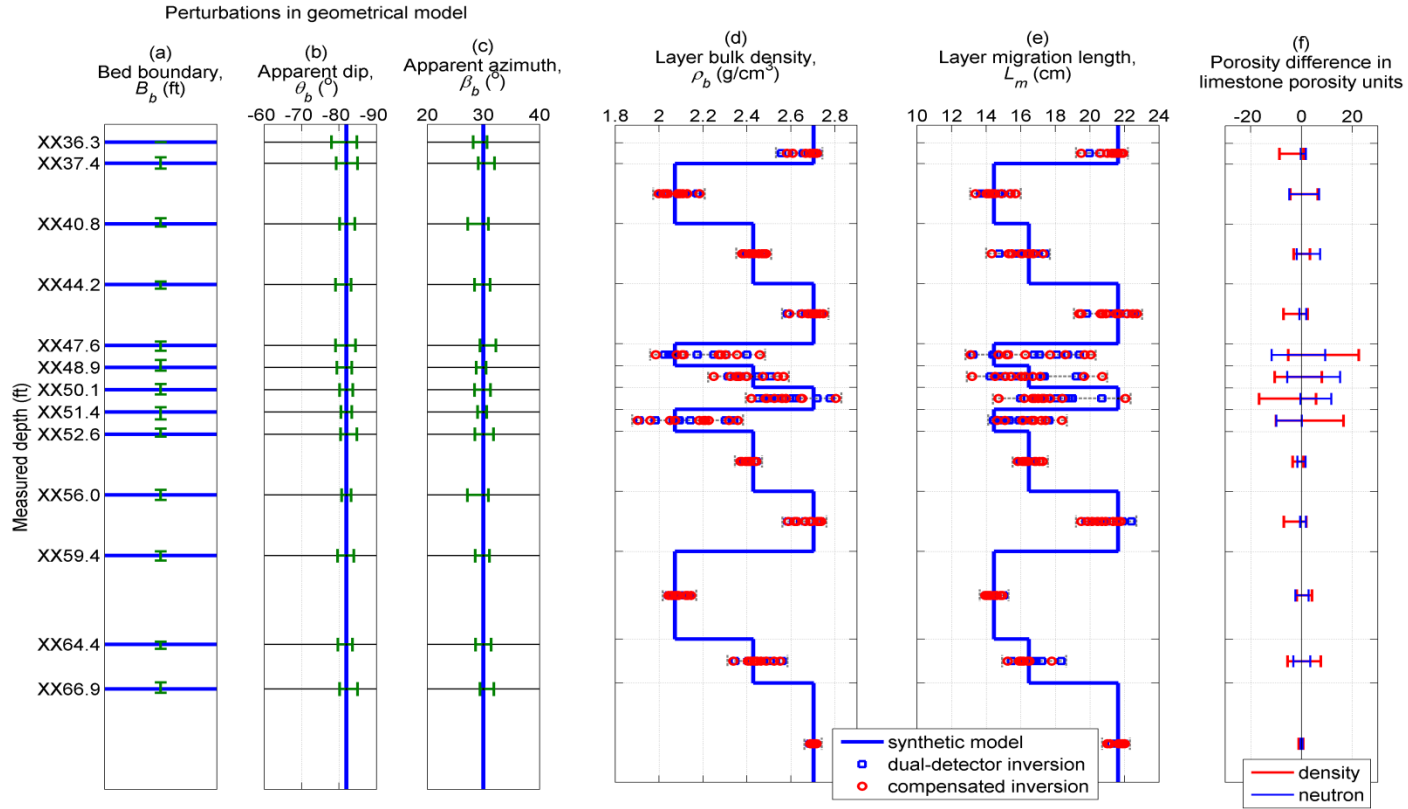 Perturbations in geometrical model
(a)
Bed boundary,
B_b (ft)
(b)
Apparent dip,
θ_b (°)
(c)
Apparent azimuth,
β_b (°)
(d)
Layer bulk density,
ρ_b (g/cm³)
(e)
Layer migration length,
L_m (cm)
(f)
Porosity difference in
limestone porosity units
-60 -70 -80 -90
20 30 40
1.8 2 2.2 2.4 2.6 2.8
10 12 14 16 18 20 22 24
-20 0 20
Measured depth (ft)
XX36.3
XX37.4
XX40.8
XX44.2
XX47.6
XX48.9
XX50.1
XX51.4
XX52.6
XX56.0
XX59.4
XX64.4
XX66.9
synthetic model
dual-detector inversion
compensated inversion
density
neutron